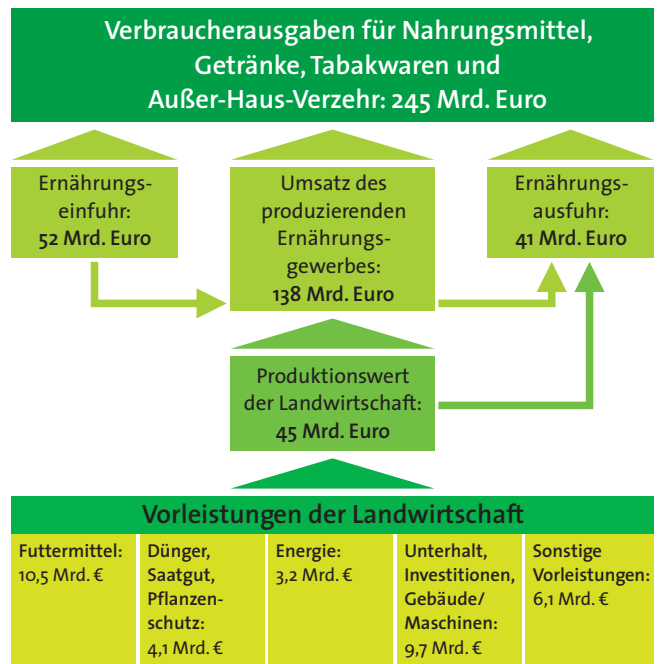 Verbraucherausgaben für Nahrungsmittel,
Getränke, Tabakwaren und
Außer-Haus-Verzehr: 245 Mrd. Euro
Ernährungs-
einfuhr:
52 Mrd. Euro
Umsatz des
produzierenden
Ernährungs-
gewerbes:
138 Mrd. Euro
Ernährungs-
ausfuhr:
41 Mrd. Euro
Produktionswert
der Landwirtschaft:
45 Mrd. Euro
Vorleistungen der Landwirtschaft
Futtermittel:
10,5 Mrd. €
Dünger,
Saatgut,
Pflanzen-
schutz:
4,1 Mrd. €
Energie:
3,2 Mrd. €
Unterhalt,
Investitionen,
Gebäude/
Maschinen:
9,7 Mrd. €
Sonstige
Vorleistungen:
6,1 Mrd. €